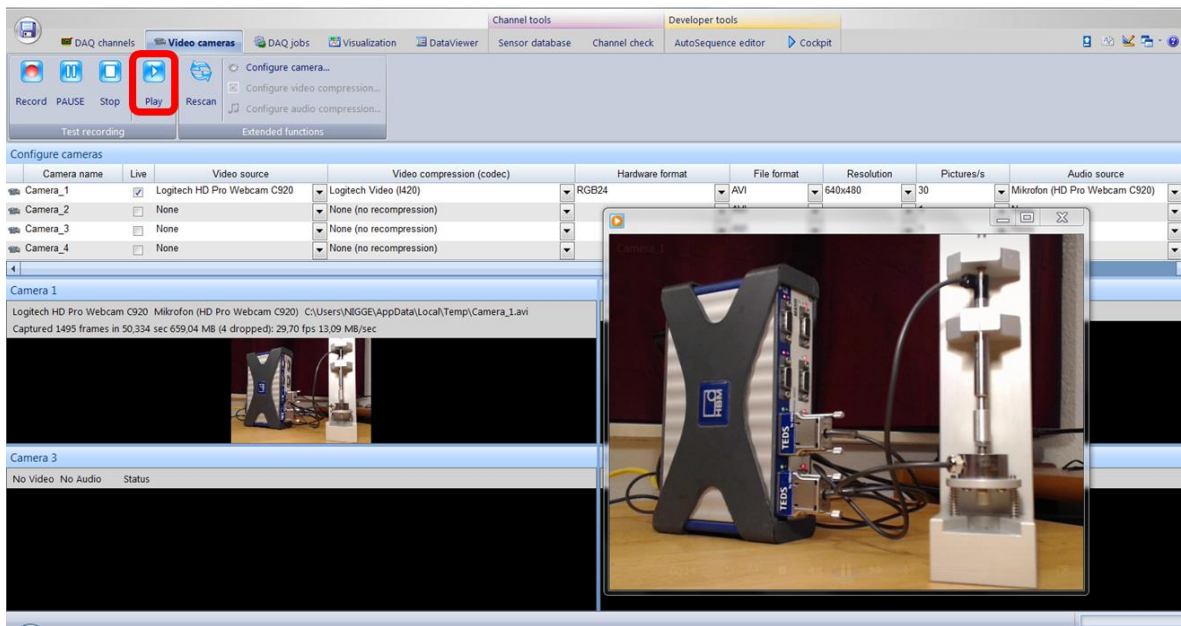 Channel tools
Developer tools
DAQ channels
Video cameras
DAQ jobs
Visualization
DataViewer
Sensor database
Channel check
AutoSequence editor
Cockpit
Record
PAUSE
Stop
Play
Rescan
Configure camera...
Configure video compression...
Configure audio compression...
Test recording
Extended functions
Configure cameras
Camera name Live Video source Video compression (codec) Hardware format File format Resolution Pictures/s Audio source
Camera_1 Logitech HD Pro Webcam C920 Logitech Video (I420) RGB24 AVI 640x480 30 Mikrofon (HD Pro Webcam C920)
Camera_2 None None (no recompression)
Camera_3 None None (no recompression)
Camera_4 None None (no recompression)
Camera 1
Logitech HD Pro Webcam C920 Mikrofon (HD Pro Webcam C920) C:\Users\NIGGE\AppData\Local\Temp\Camera_1.avi
Captured 1495 frames in 50,334 sec 659,04 MB (4 dropped): 29,70 fps 13,09 MB/sec
Camera_1
HBM
TEDS
TEDS
Camera 3
No Video No Audio Status